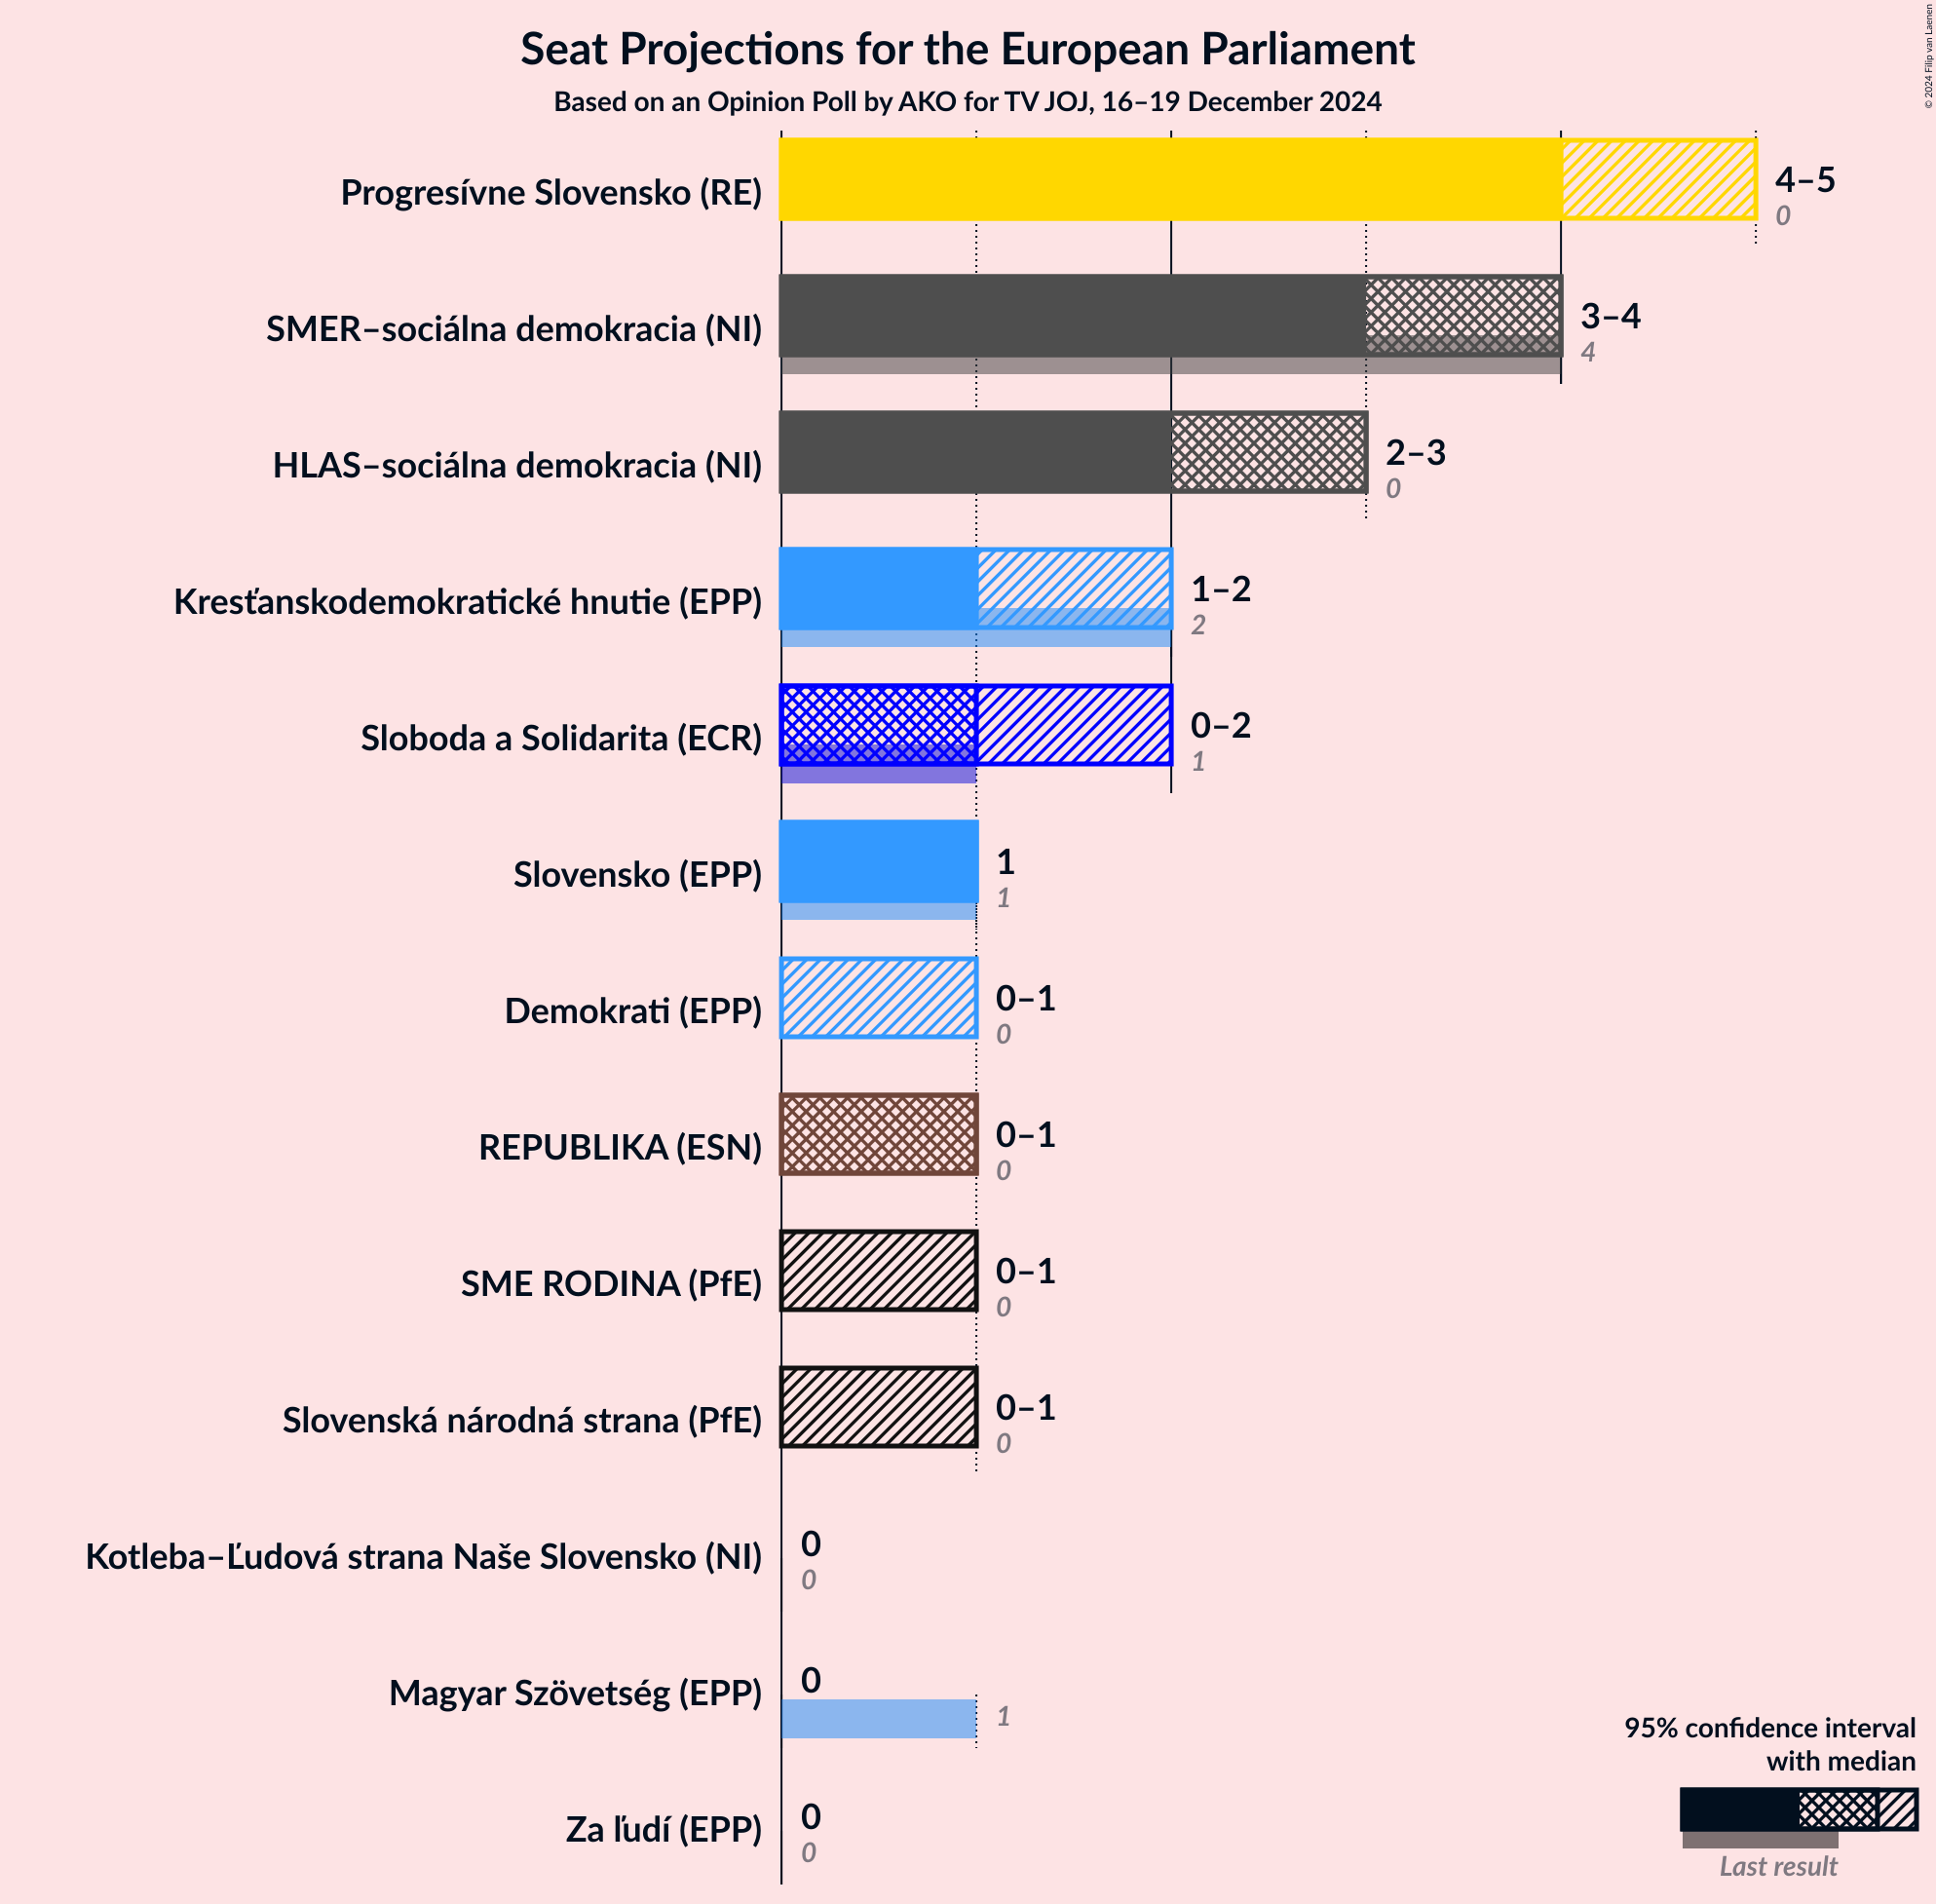 Seat Projections for the European Parliament
Based on an Opinion Poll by AKO for TV JOJ, 16–19 December 2024
© 2024 Filip van Laenen
Progresívne Slovensko (RE)
4–5
0
SMER–sociálna demokracia (NI)
3–4
4
HLAS–sociálna demokracia (NI)
2–3
0
Kresťanskodemokratické hnutie (EPP)
1–2
2
Sloboda a Solidarita (ECR)
0–2
1
Slovensko (EPP)
1
1
Demokrati (EPP)
0–1
0
REPUBLIKA (ESN)
0–1
0
SME RODINA (PfE)
0–1
0
Slovenská národná strana (PfE)
0–1
0
Kotleba–Ľudová strana Naše Slovensko (NI)
0
0
Magyar Szövetség (EPP)
0
1
Za ľudí (EPP)
0
0
95% confidence interval
with median
Last result